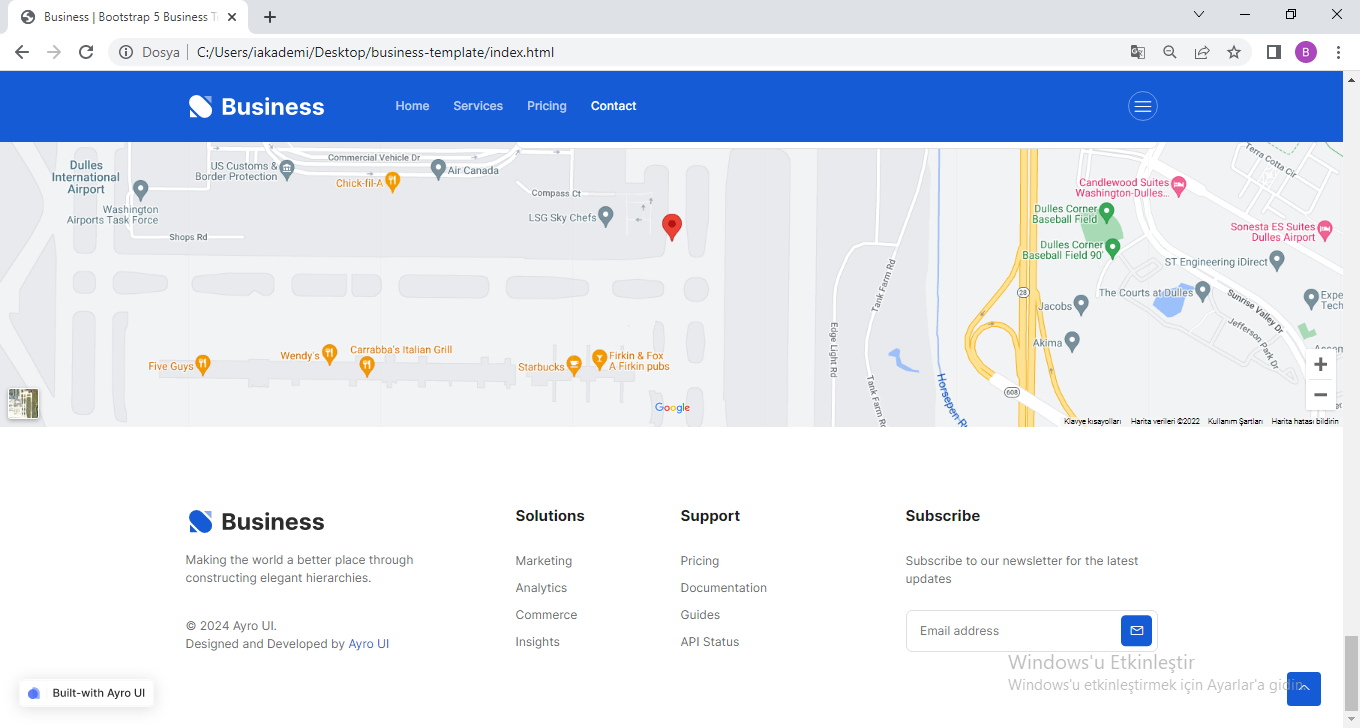 Business | Bootstrap 5 Business T
Dosya
C:/Users/iakademi/Desktop/business-template/index.html
B
Business
Home
Services
Pricing
Contact
Dulles
International
Airport
US Customs &
Border Protection
Commercial Vehicle Dr
Air Canada
Chick-fil-A
Washington
Airports Task Force
Shops Rd
Compass Ct
LSG Sky Chefs
Terra Cotta Cir
Candlewood Suites
Washington-Dulles...
Dulles Corner
Baseball Field
Sonesta ES Suites
Dulles Airport
Dulles Corner
Baseball Field 90'
ST Engineering iDirect
Tank Farm Rd
28
The Courts at Dulles
Jacobs
Sunrise Valley Dr
Jefferson Park Dr
Expe
Tech
Edge Light Rd
Akima
Five Guys
Wendy's
Carrabba's Italian Grill
Starbucks
Firkin & Fox
A Firkin pubs
Tank Farm R
Horsepen R
608
Google
Klavye kısayolları
Harita verileri ©2022
Kullanım Şartları
Harita hatası bildirin
Business
Making the world a better place through
constructing elegant hierarchies.
© 2024 Ayro UI.
Designed and Developed by Ayro UI
Solutions
Marketing
Analytics
Commerce
Insights
Support
Pricing
Documentation
Guides
API Status
Subscribe
Subscribe to our newsletter for the latest
updates
Email address
Windows'u Etkinleştir
Windows'u etkinleştirmek için Ayarlar'a gidin.
Built-with Ayro UI